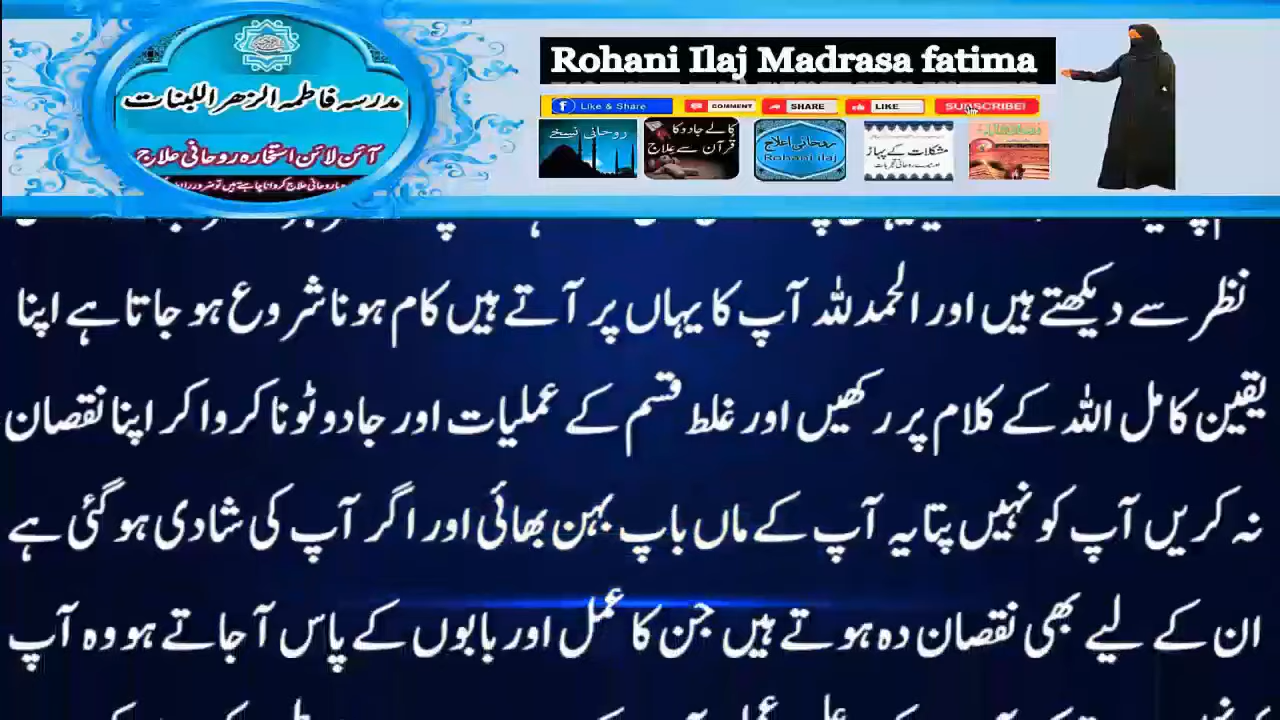 مدرسہ فاطمہ الزھرا للبنات
آئن لائن استخارہ روحانی علاج
Rohani Ilaj Madrasa fatima
Like & Share
COMMENT
SHARE
LIKE
SUBSCRIBE!
روحانی نسخے
کالے جادو کا
قرآن سے علاج
روحانی علاج
Rohani ilaj
مشکلات کے پہاڑ
نظر سے دیکھتے ہیں اور الحمدللہ آپ کا یہاں پر آتے ہیں کام ہونا شروع ہو جاتا ہے اپنا
یقین کامل اللہ کے کلام پر رکھیں اور غلط قسم کے عملیات اور جادو ٹونا کروا کر اپنا نقصان
نہ کریں آپ کو نہیں پتا یہ آپ کے ماں باپ بہن بھائی اور اگر آپ کی شادی ہو گئی ہے
ان کے لیے بھی نقصان دہ ہوتے ہیں جن کا عمل اور بابوں کے پاس آ جاتے ہو وہ آپ